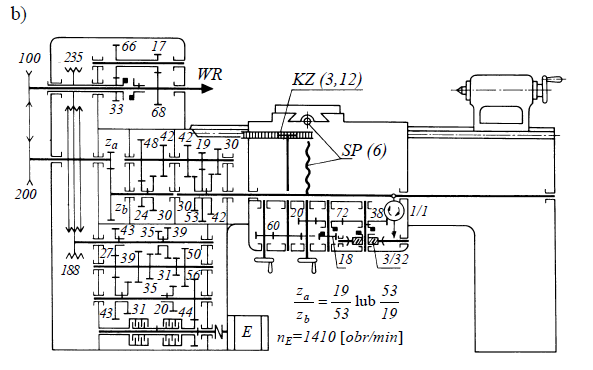 b)
66 17
100 235
WR
KZ (3,12)
33 68
SP (6)
z_a 48 42 42 19 30
200
z_b 24 30 30 53 42
20 72 38 1/1
60
43 35 39
188 27 39 31 50
18 3/32
35 56
z_a/z_b = 19/53 lub 53/19
43 31 20 44
E
n_E=1410 [obr/min]